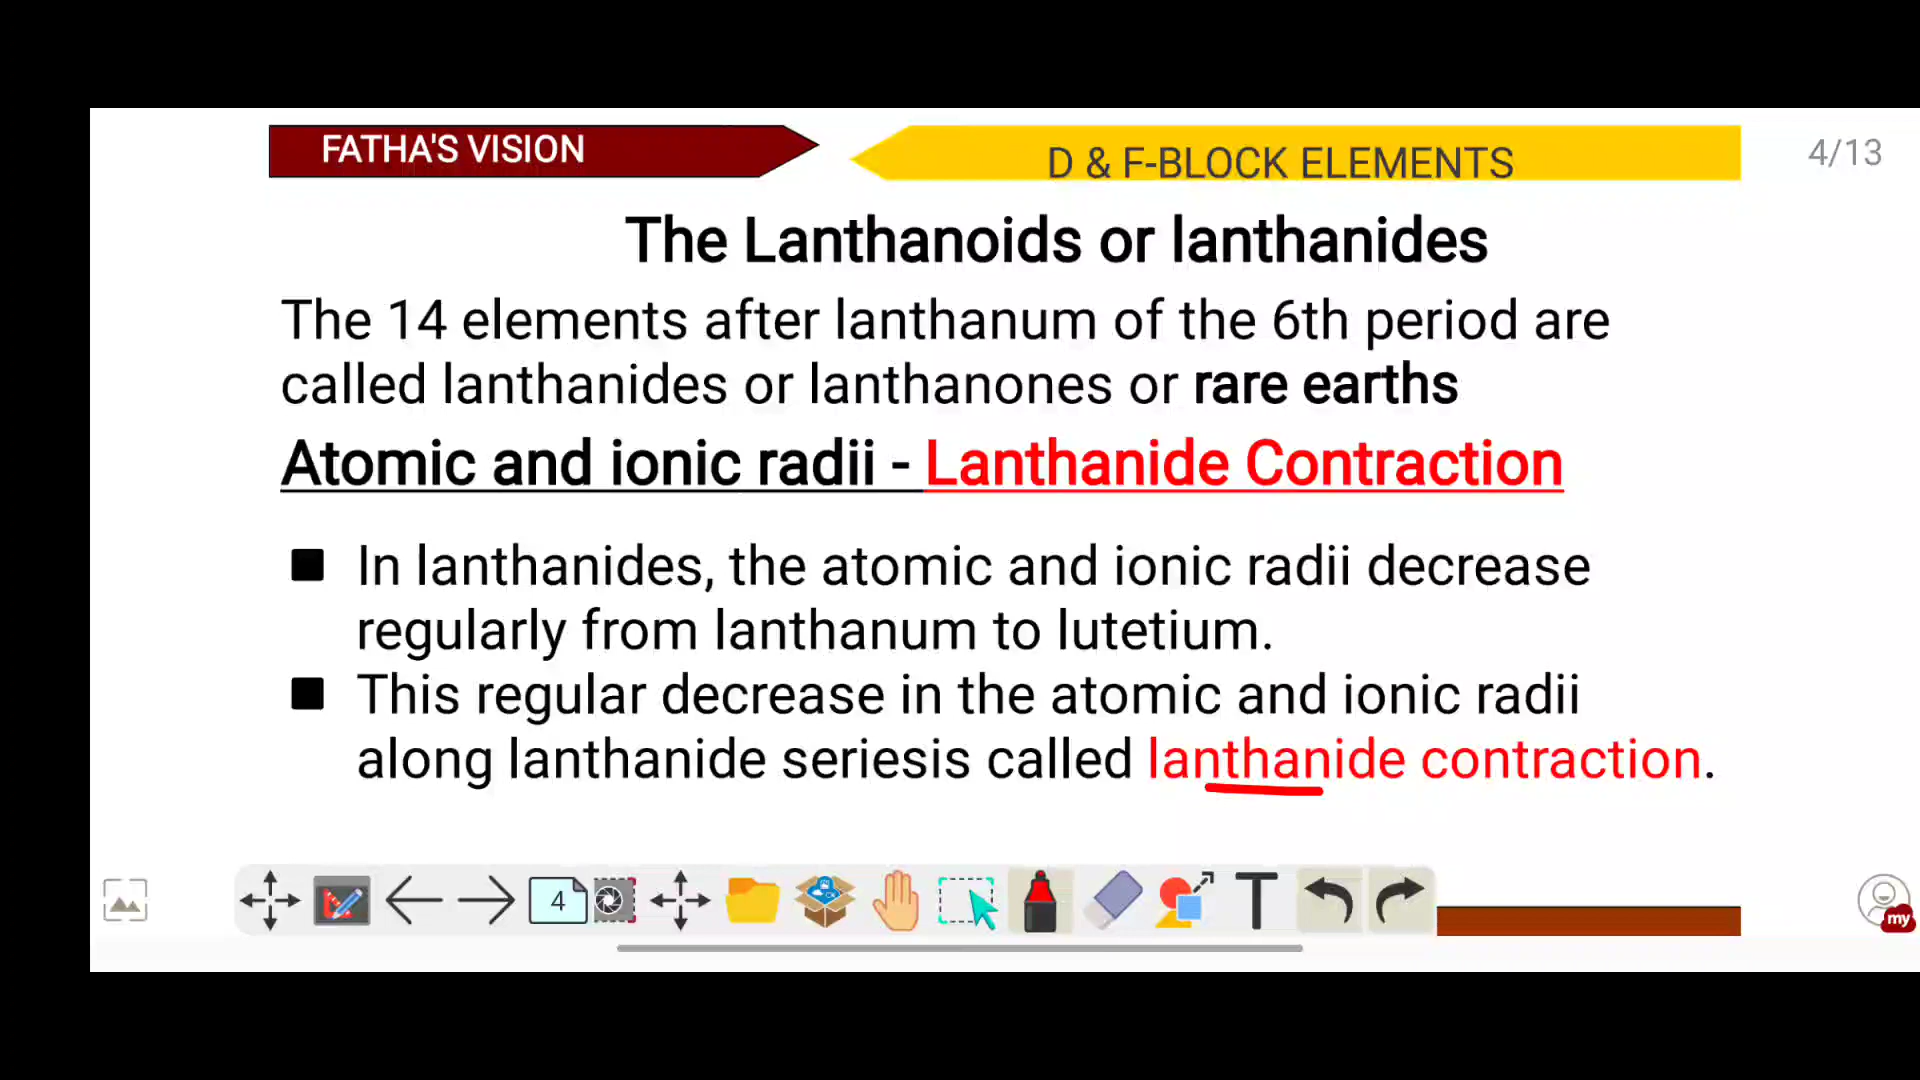 FATHA'S VISION
D & F-BLOCK ELEMENTS
4/13
The Lanthanoids or lanthanides
The 14 elements after lanthanum of the 6th period are
called lanthanides or lanthanones or rare earths
Atomic and ionic radii - Lanthanide Contraction
In lanthanides, the atomic and ionic radii decrease
regularly from lanthanum to lutetium.
This regular decrease in the atomic and ionic radii
along lanthanide seriesis called lanthanide contraction.
4
T
my